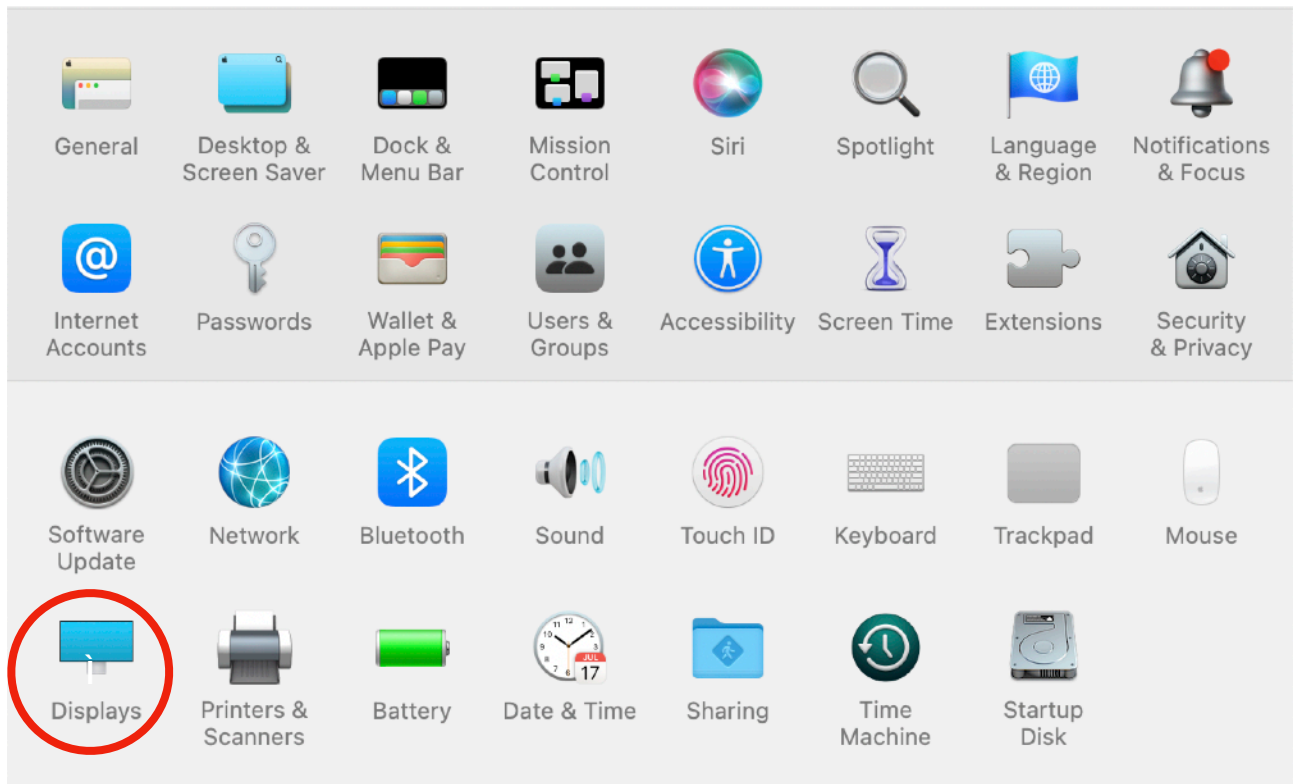 General
Desktop &
Screen Saver
Dock &
Menu Bar
Mission
Control
Siri
Spotlight
Language
& Region
Notifications
& Focus
@
Internet
Accounts
Passwords
Wallet &
Apple Pay
Users &
Groups
Accessibility
Screen Time
Extensions
Security
& Privacy
Software
Update
Network
Bluetooth
Sound
Touch ID
Keyboard
Trackpad
Mouse
Displays
Printers &
Scanners
Battery
JUL
17
Date & Time
Sharing
Time
Machine
Startup
Disk